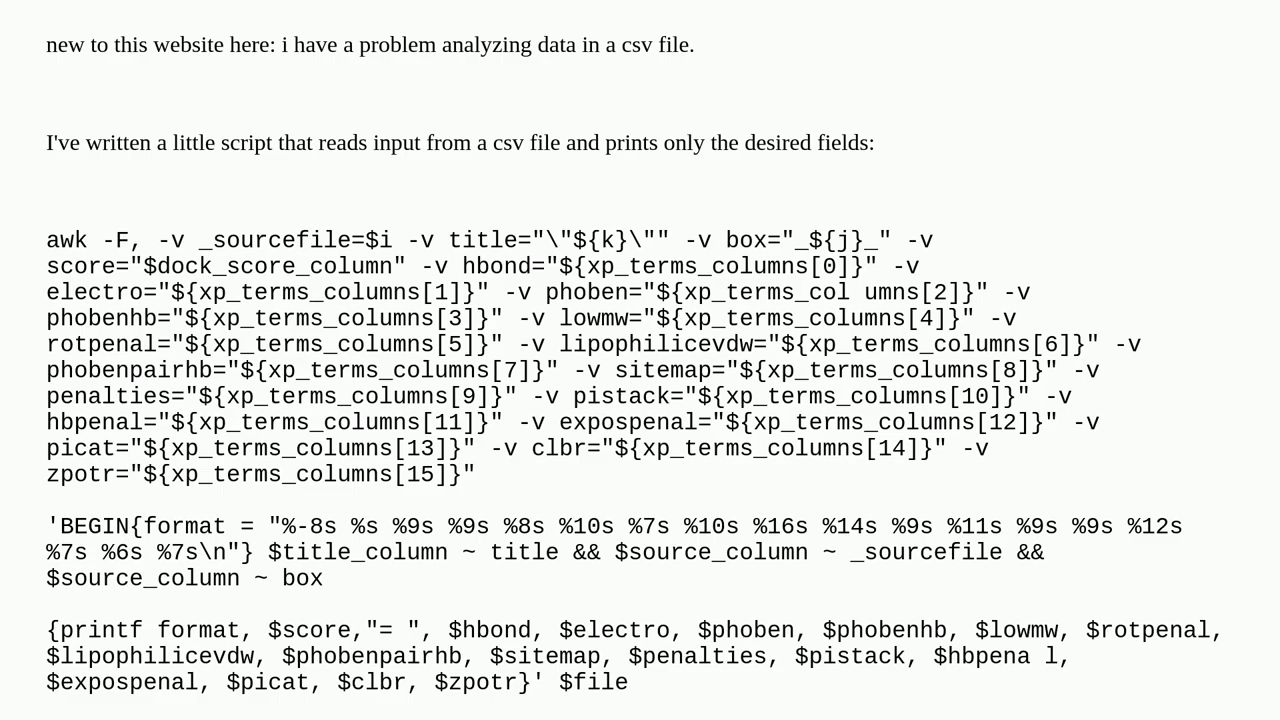 new to this website here: i have a problem analyzing data in a csv file.
I've written a little script that reads input from a csv file and prints only the desired fields:
awk -F, -v _sourcefile=$i -v title="\"${k}\"" -v box="_${j}_" -v
score="$dock_score_column" -v hbond="${xp_terms_columns[0]}" -v
electro="${xp_terms_columns[1]}" -v phoben="${xp_terms_col umns[2]}" -v
phobenhb="${xp_terms_columns[3]}" -v lowmw="${xp_terms_columns[4]}" -v
rotpenal="${xp_terms_columns[5]}" -v lipophilicevdw="${xp_terms_columns[6]}" -v
phobenpairhb="${xp_terms_columns[7]}" -v sitemap="${xp_terms_columns[8]}" -v
penalties="${xp_terms_columns[9]}" -v pistack="${xp_terms_columns[10]}" -v
hbpenal="${xp_terms_columns[11]}" -v expospenal="${xp_terms_columns[12]}" -v
picat="${xp_terms_columns[13]}" -v clbr="${xp_terms_columns[14]}" -v
zpotr="${xp_terms_columns[15]}"
'BEGIN{format = "%-8s %s %9s %9s %8s %10s %7s %10s %16s %14s %9s %11s %9s %9s %12s
%7s %6s %7s\n"} $title_column ~ title && $source_column ~ _sourcefile &&
$source_column ~ box
{printf format, $score,"= ", $hbond, $electro, $phoben, $phobenhb, $lowmw, $rotpenal,
$lipophilicevdw, $phobenpairhb, $sitemap, $penalties, $pistack, $hbpena l,
$expospenal, $picat, $clbr, $zpotr}' $file